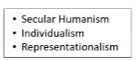 • Secular Humanism
• Individualism
• Representationalism